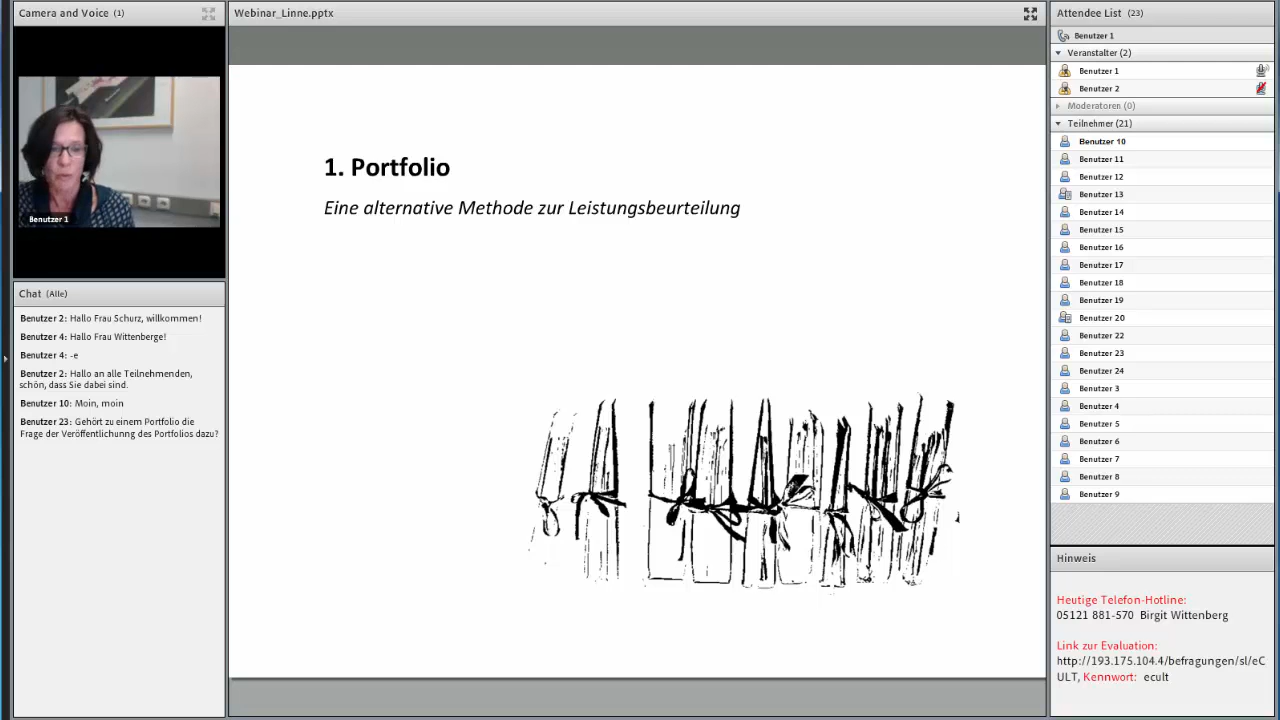 Camera and Voice (1)
Benutzer 1
Chat (Alle)
Benutzer 2: Hallo Frau Schurz, willkommen!
Benutzer 4: Hallo Frau Wittenberge!
Benutzer 4: -e
Benutzer 2: Hallo an alle Teilnehmenden,
schön, dass Sie dabei sind.
Benutzer 10: Moin, moin
Benutzer 23: Gehört zu einem Portfolio die
Frage der Veröffentlichunng des Portfolios dazu?
Webinar_Linne.pptx
1. Portfolio
Eine alternative Methode zur Leistungsbeurteilung
Attendee List (23)
Benutzer 1
Veranstalter (2)
Benutzer 1
Benutzer 2
Moderatoren (0)
Teilnehmer (21)
Benutzer 10
Benutzer 11
Benutzer 12
Benutzer 13
Benutzer 14
Benutzer 15
Benutzer 16
Benutzer 17
Benutzer 18
Benutzer 19
Benutzer 20
Benutzer 22
Benutzer 23
Benutzer 24
Benutzer 3
Benutzer 4
Benutzer 5
Benutzer 6
Benutzer 7
Benutzer 8
Benutzer 9
Hinweis
Heutige Telefon-Hotline:
05121 881-570 Birgit Wittenberg
Link zur Evaluation:
http://193.175.104.4/befragungen/sl/eC
ULT, Kennwort: ecult